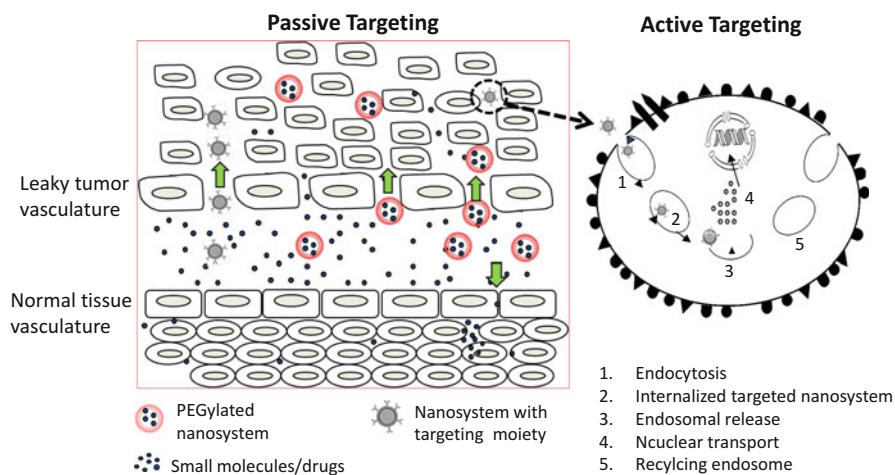 Passive Targeting
Active Targeting
Leaky tumor
vasculature
Normal tissue
vasculature
1
2
3
4
5
PEGylated
nanosystem
Nanosystem with
targeting moiety
Small molecules/drugs
1. Endocytosis
2. Internalized targeted nanosystem
3. Endosomal release
4. Ncuclear transport
5. Recylcing endosome